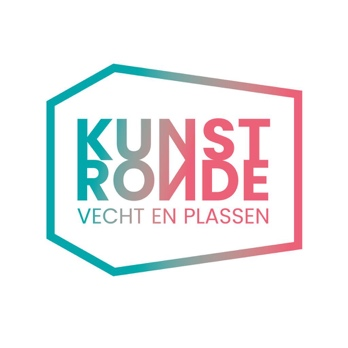 KUNST
RONDE
VECHT EN PLASSEN